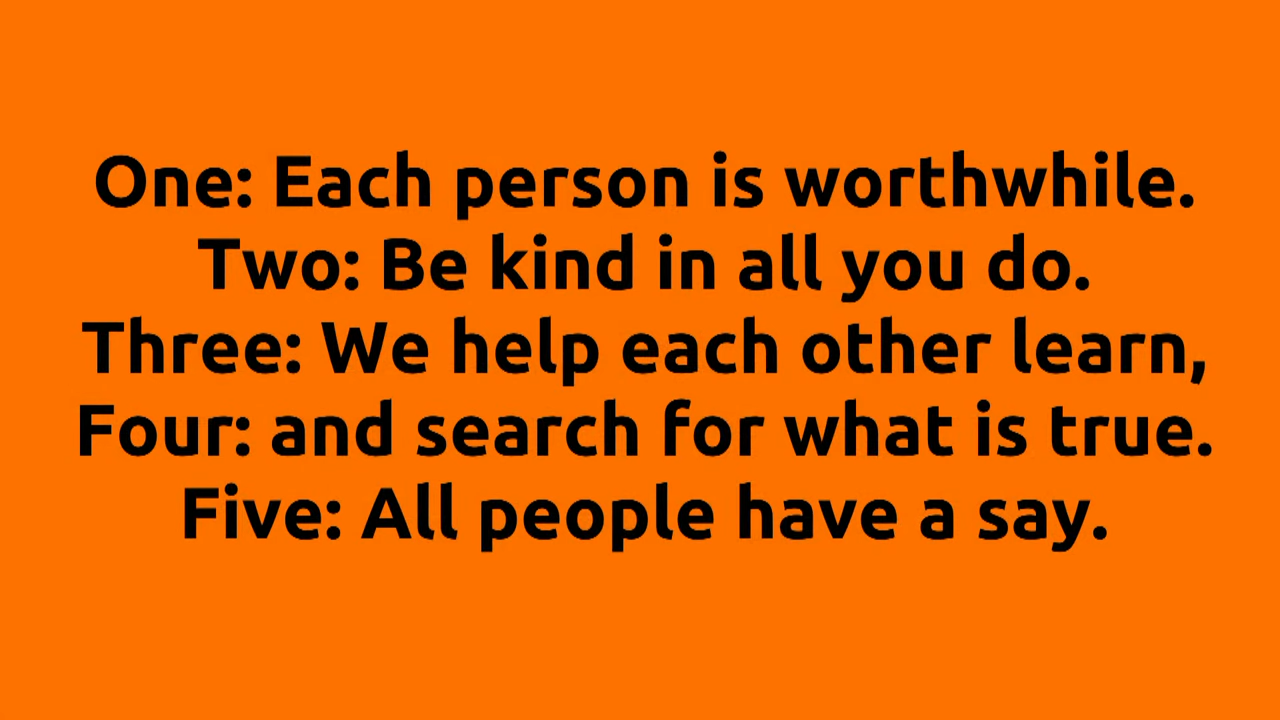 One: Each person is worthwhile.
Two: Be kind in all you do.
Three: We help each other learn,
Four: and search for what is true.
Five: All people have a say.